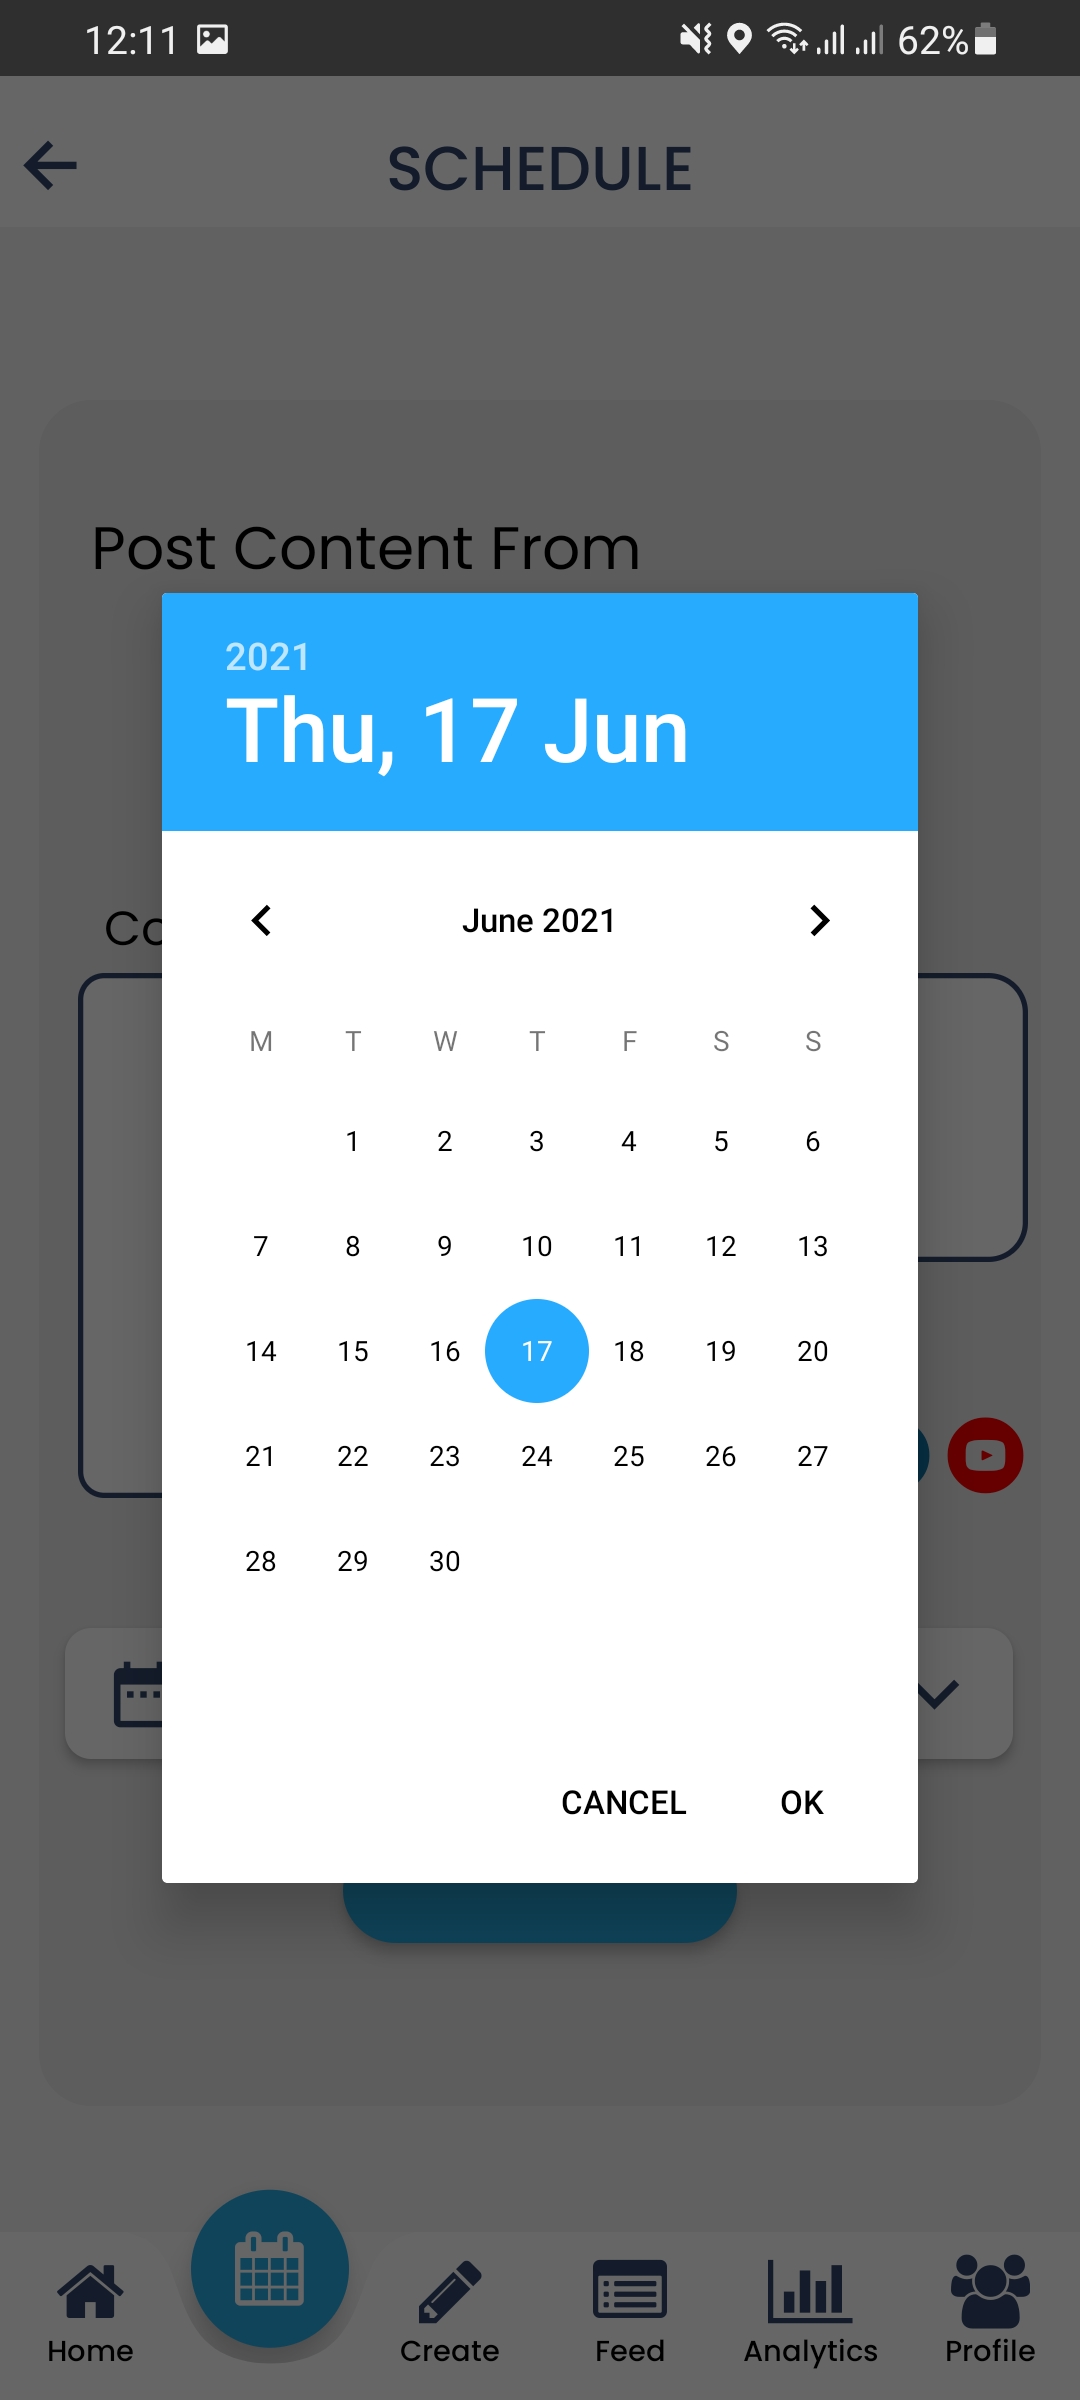 12:11 62%
SCHEDULE
Post Content From
2021
Thu, 17 Jun
June 2021
M T W T F S S
1 2 3 4 5 6
7 8 9 10 11 12 13
14 15 16 17 18 19 20
21 22 23 24 25 26 27
28 29 30
CANCEL OK
Home Create Feed Analytics Profile